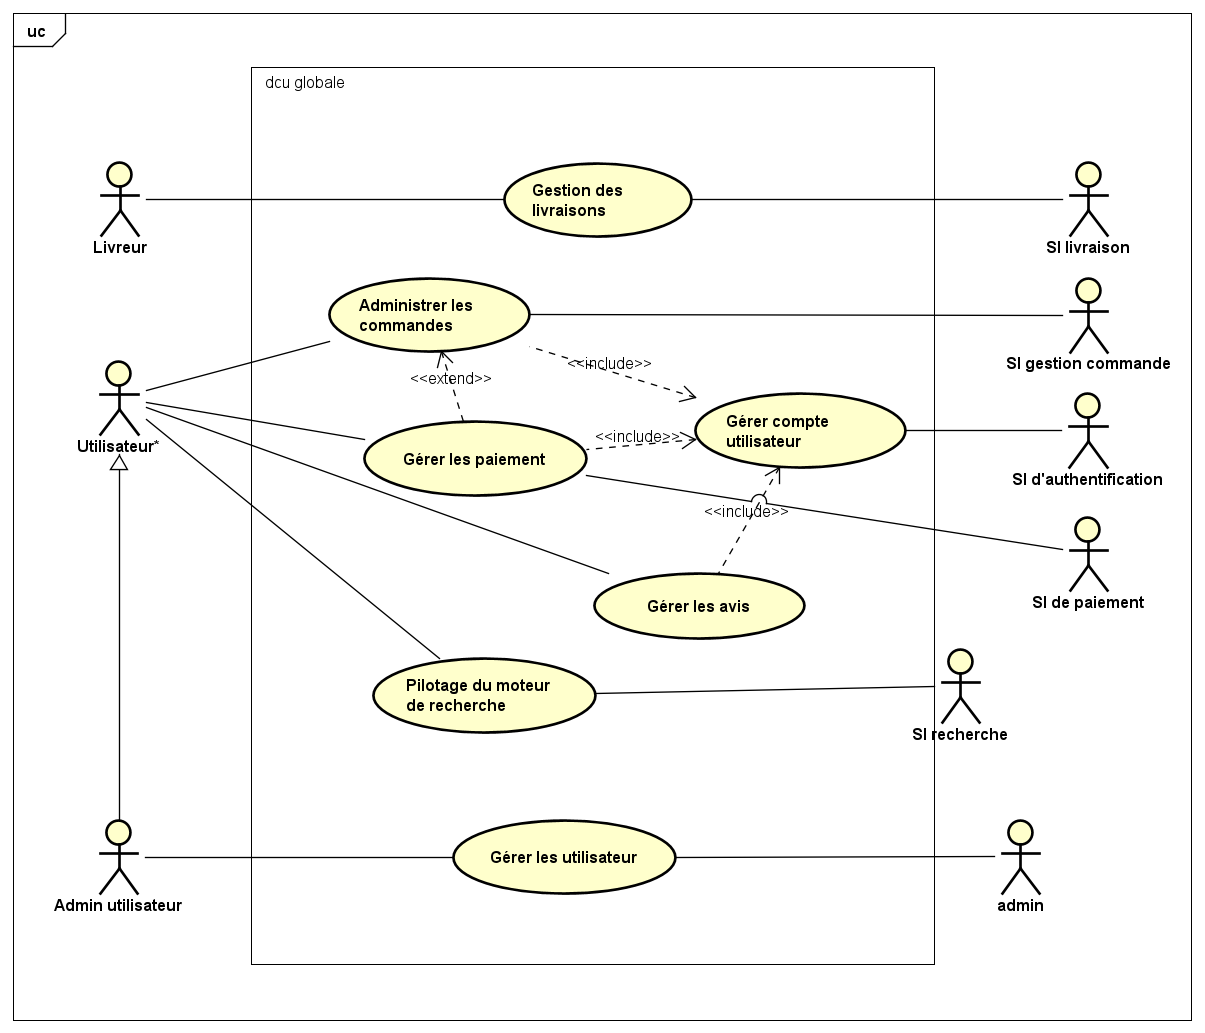 uc
dcu globale
Gestion des
livraisons
Livreur
SI livraison
Administrer les
commandes
<<include>>
SI gestion commande
<<extend>>
Gérer compte
utilisateur
Utilisateur*
<<include>>
Gérer les paiement
SI d'authentification
<<include>>
Gérer les avis
SI de paiement
Pilotage du moteur
de recherche
SI recherche
Gérer les utilisateur
Admin utilisateur
admin